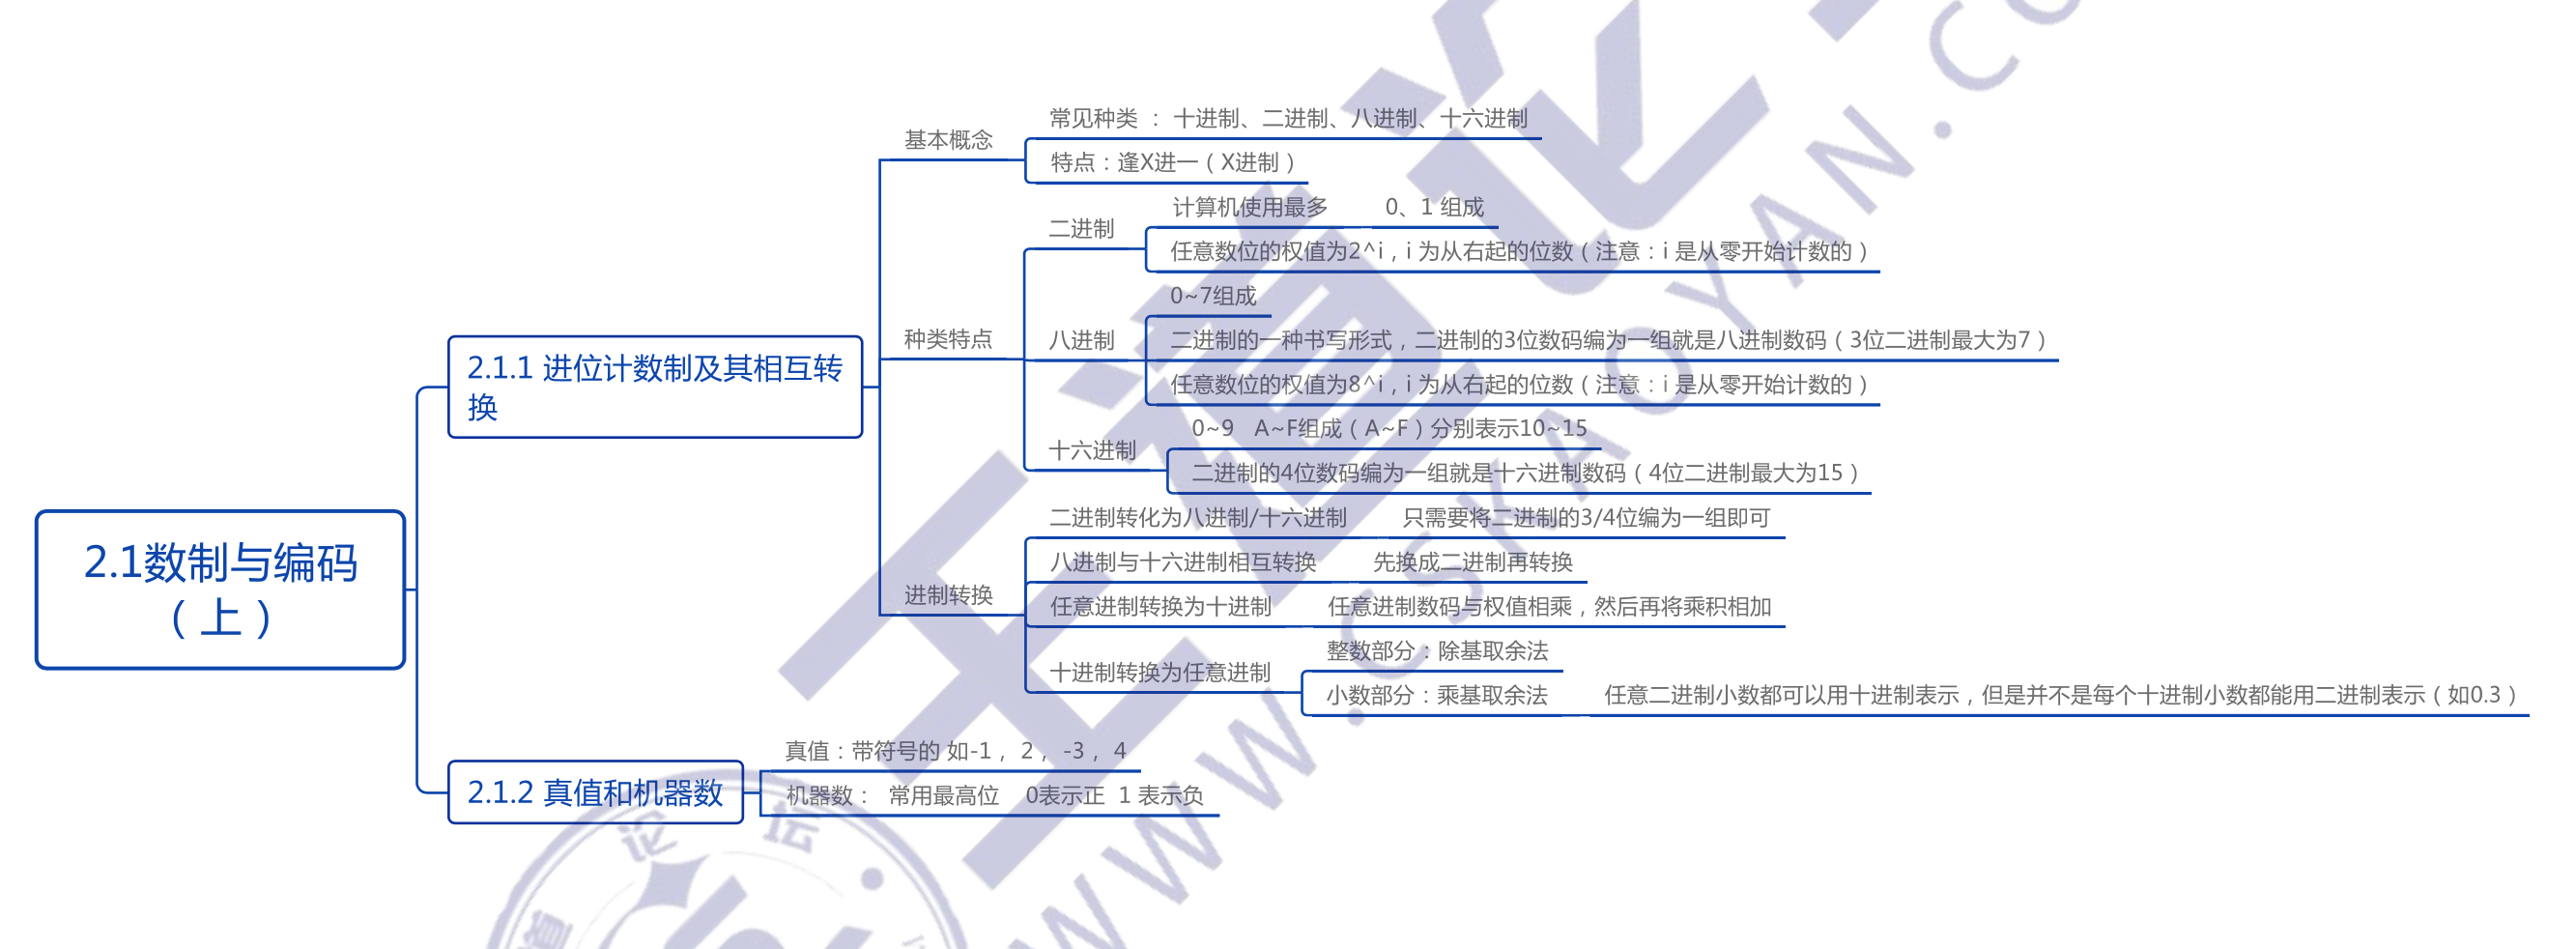 2.1数制与编码
（上）
2.1.1 进位计数制及其相互转
换
基本概念
常见种类 ： 十进制、二进制、八进制、十六进制
特点：逢X进一（X进制）
种类特点
二进制
计算机使用最多 0、1 组成
任意数位的权值为2^i，i 为从右起的位数（注意：i 是从零开始计数的）
八进制
0~7组成
二进制的一种书写形式，二进制的3位数码编为一组就是八进制数码（3位二进制最大为7）
任意数位的权值为8^i，i 为从右起的位数（注意：i 是从零开始计数的）
十六进制
0~9 A~F组成（A~F）分别表示10~15
二进制的4位数码编为一组就是十六进制数码（4位二进制最大为15）
进制转换
二进制转化为八进制/十六进制 只需要将二进制的3/4位编为一组即可
八进制与十六进制相互转换 先换成二进制再转换
任意进制转换为十进制 任意进制数码与权值相乘，然后再将乘积相加
十进制转换为任意进制
整数部分：除基取余法
小数部分：乘基取余法 任意二进制小数都可以用十进制表示，但是并不是每个十进制小数都能用二进制表示（如0.3）
2.1.2 真值和机器数
真值：带符号的 如-1， 2， -3， 4
机器数： 常用最高位 0表示正 1 表示负
王道论
WWW.CSKAOYAN.CO
道论坛